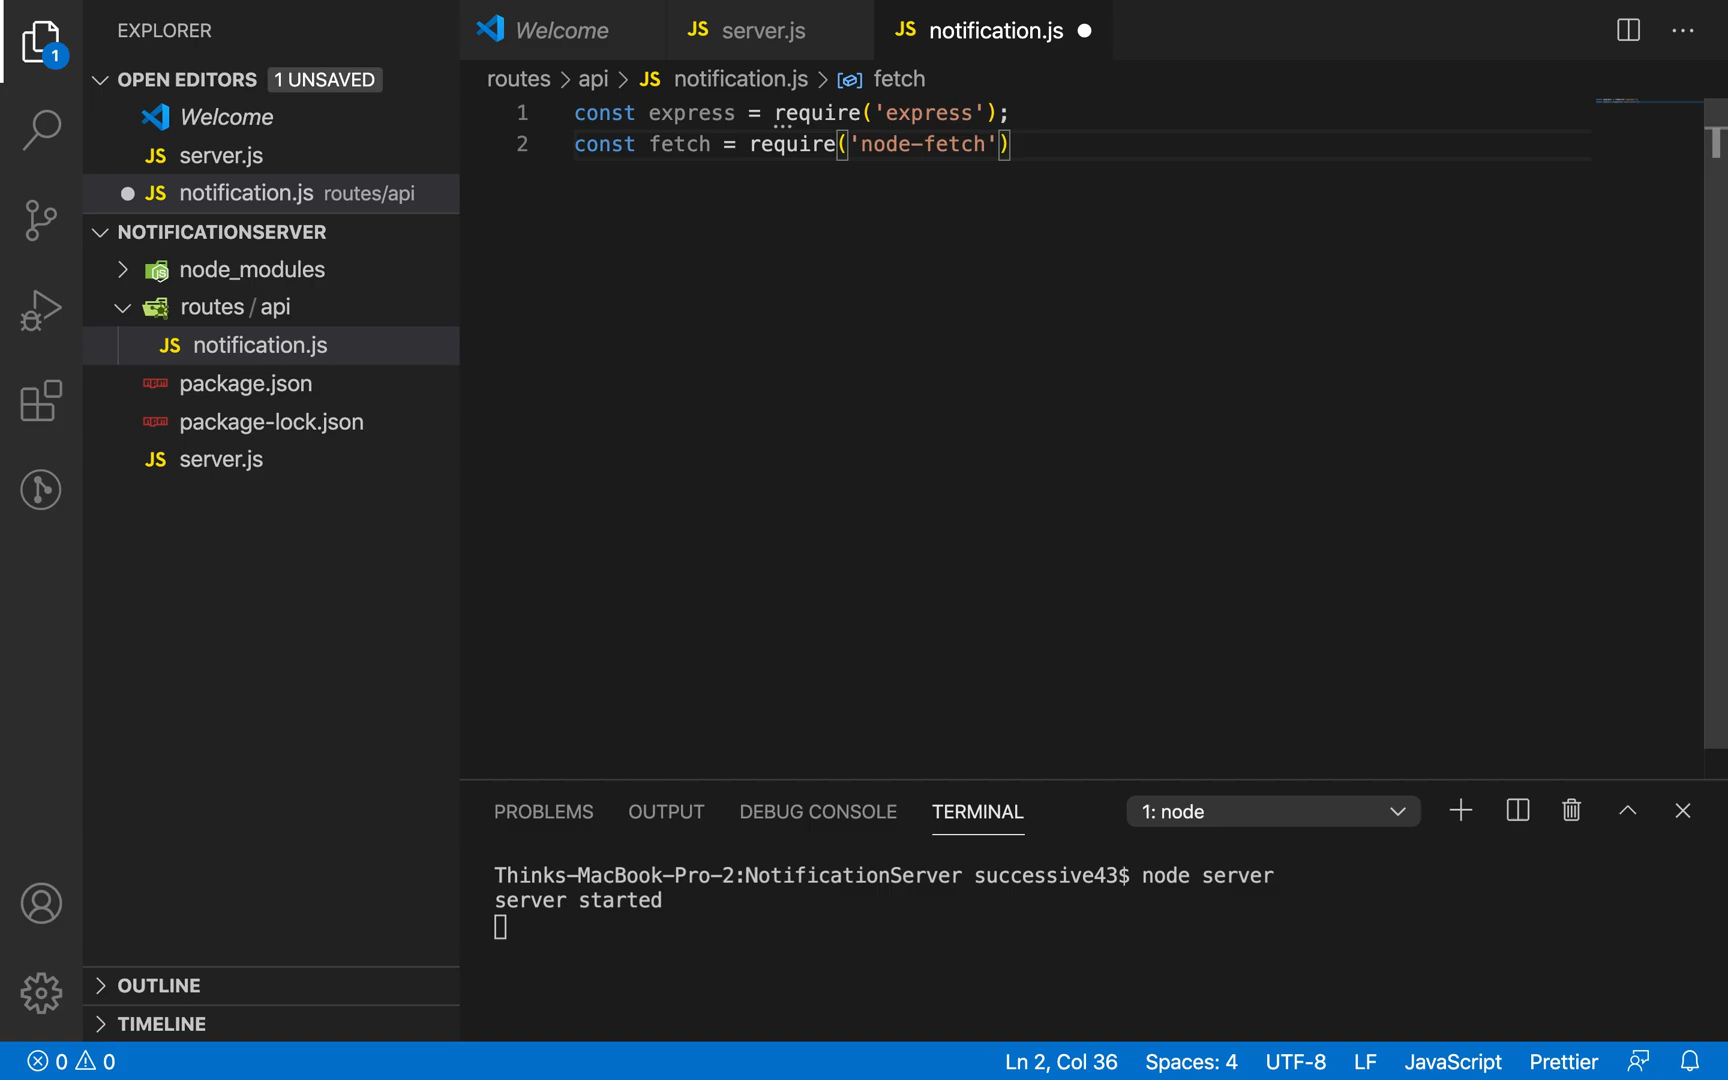 EXPLORER
OPEN EDITORS 1 UNSAVED
Welcome
JS server.js
JS notification.js routes/api
NOTIFICATIONSERVER
node_modules
routes / api
JS notification.js
package.json
package-lock.json
JS server.js
OUTLINE
TIMELINE
1
Welcome JS server.js JS notification.js
routes > api > JS notification.js > fetch
1 const express = require('express');
2 const fetch = require('node-fetch')
PROBLEMS OUTPUT DEBUG CONSOLE TERMINAL 1: node
Thinks-MacBook-Pro-2:NotificationServer successive43$ node server
server started
0 0 Ln 2, Col 36 Spaces: 4 UTF-8 LF JavaScript Prettier